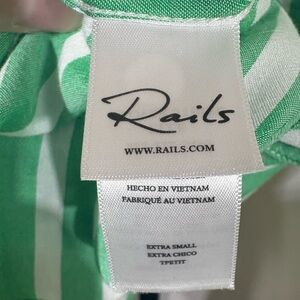 Rails
WWW.RAILS.COM
HECHO EN VIETNAM
FABRIQUÉ AU VIETNAM
EXTRA SMALL
EXTRA CHICO
TPETIT